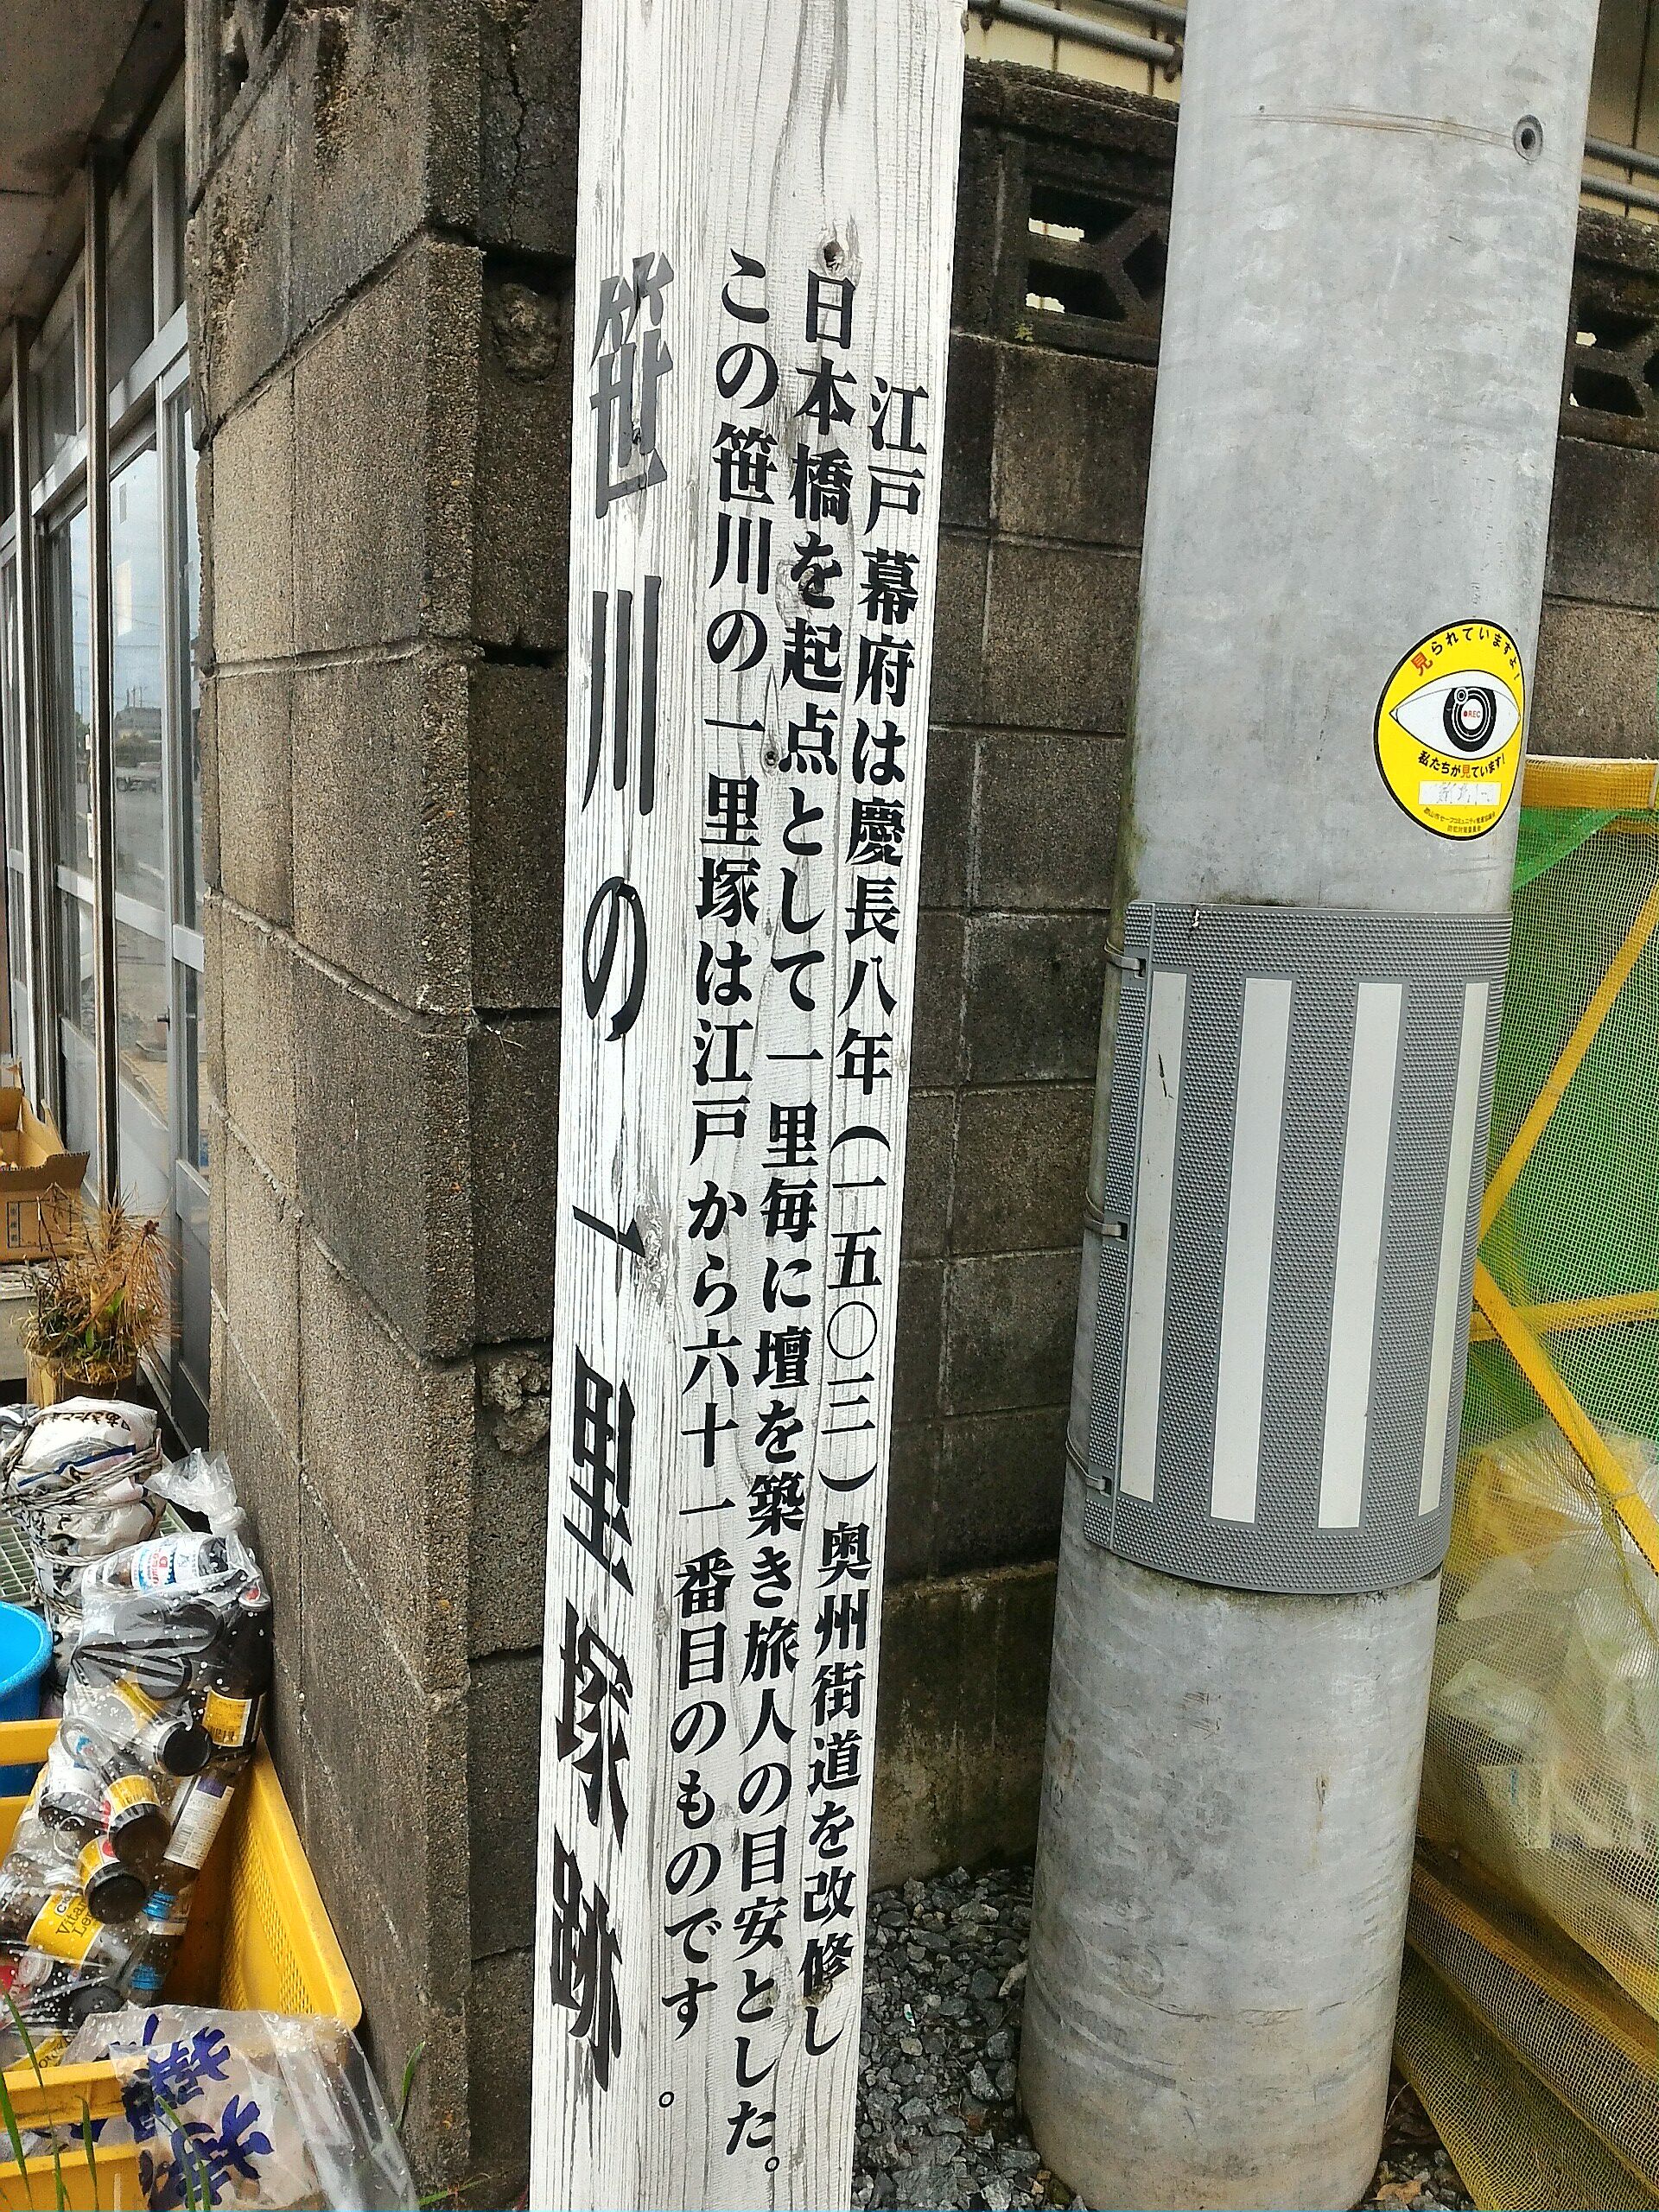 江戸幕府は慶長八年(一五〇三)奥州街道を改修し
日本橋を起点として一里毎に壇を築き旅人の目安とした。
この笹川の一里塚は江戸から六十一番目のものです。
笹川の一里塚跡
見られていますよ!
REC
私たちが見ています!